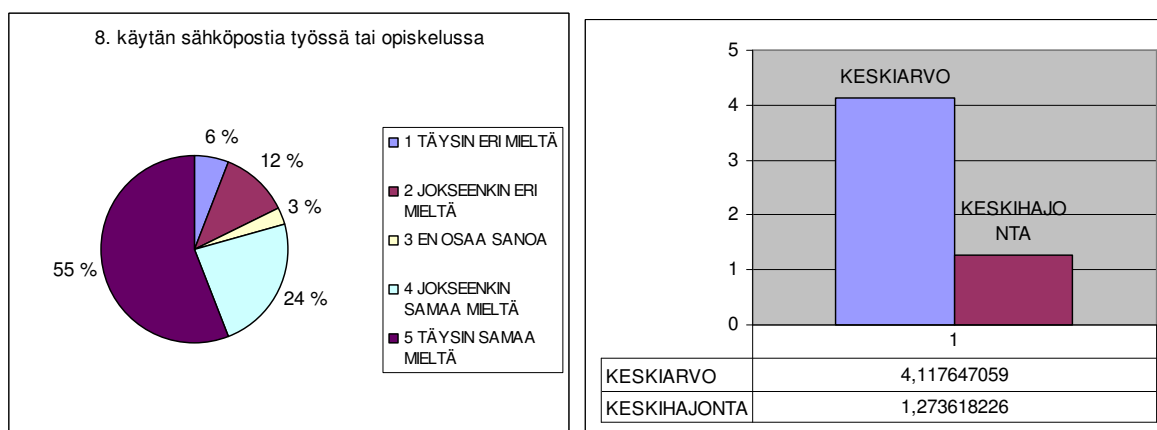 8. käytän sähköpostia työssä tai opiskelussa
6 %
12 %
3 %
24 %
55 %
1 TÄYSIN ERI MIELTÄ
2 JOKSEENKIN ERI
MIELTÄ
3 EN OSAA SANOA
4 JOKSEENKIN
SAMAA MIELTÄ
5 TÄYSIN SAMAA
MIELTÄ
5
4
3
2
1
0
KESKIARVO
KESKIHAJO
NTA
1
KESKIARVO 4,117647059
KESKIHAJONTA 1,273618226